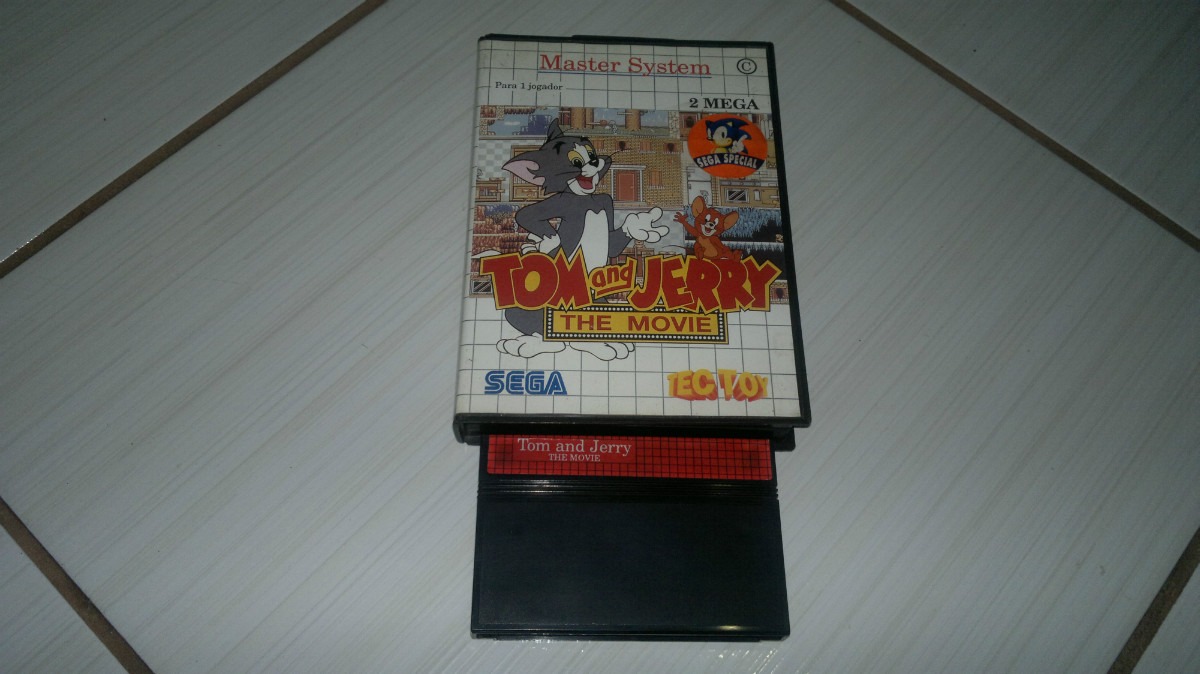 Master System
©
Para 1 jogador
2 MEGA
SEGA SPECIAL
TOM and JERRY
THE MOVIE
SEGA
TEC TOY
Tom and Jerry
THE MOVIE